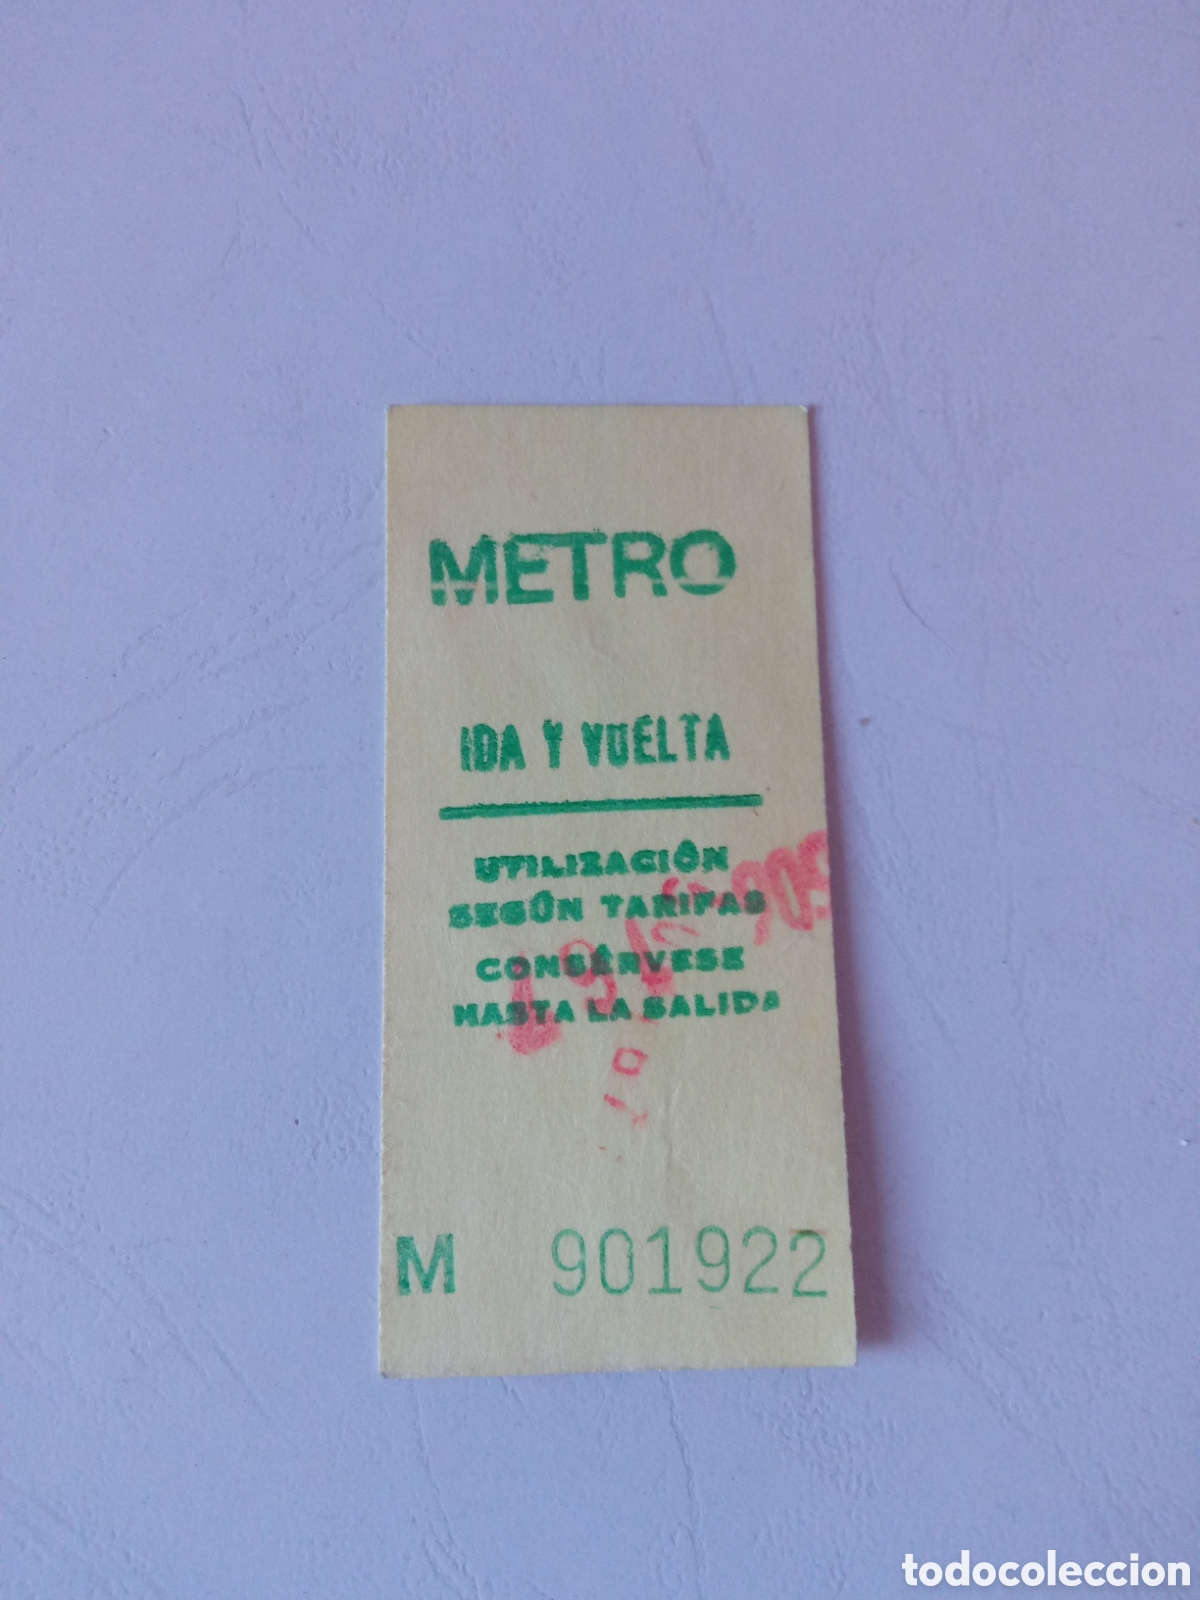 METRO
IDA Y VUELTA
UTILIZACIÓN
SEGÚN TARIFAS
CONSÉRVESE
HASTA LA SALIDA
M 901922
todocoleccion